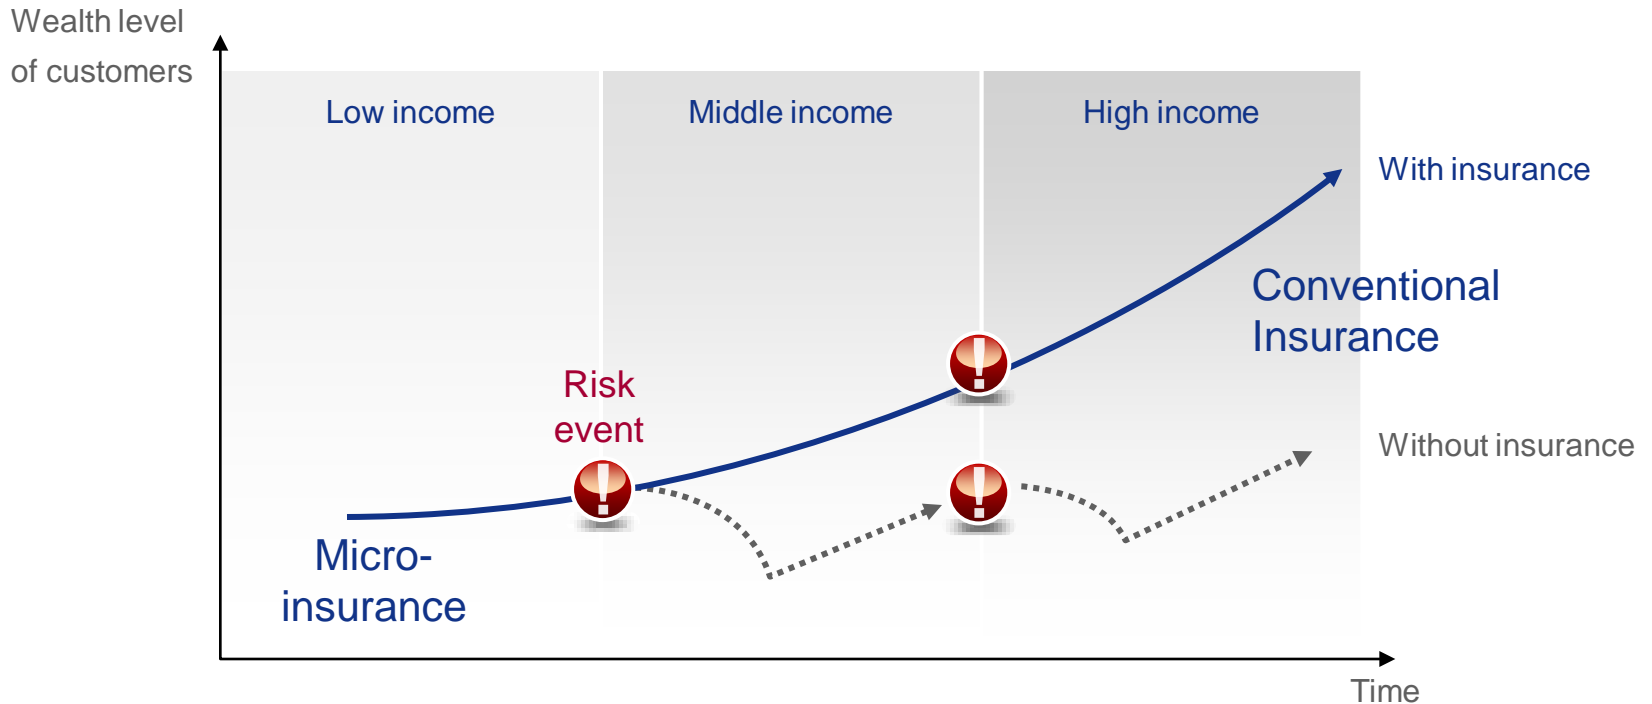 Wealth level
of customers
Low income
Middle income
High income
With insurance
Conventional
Insurance
Risk
event
Without insurance
Micro-
insurance
Time